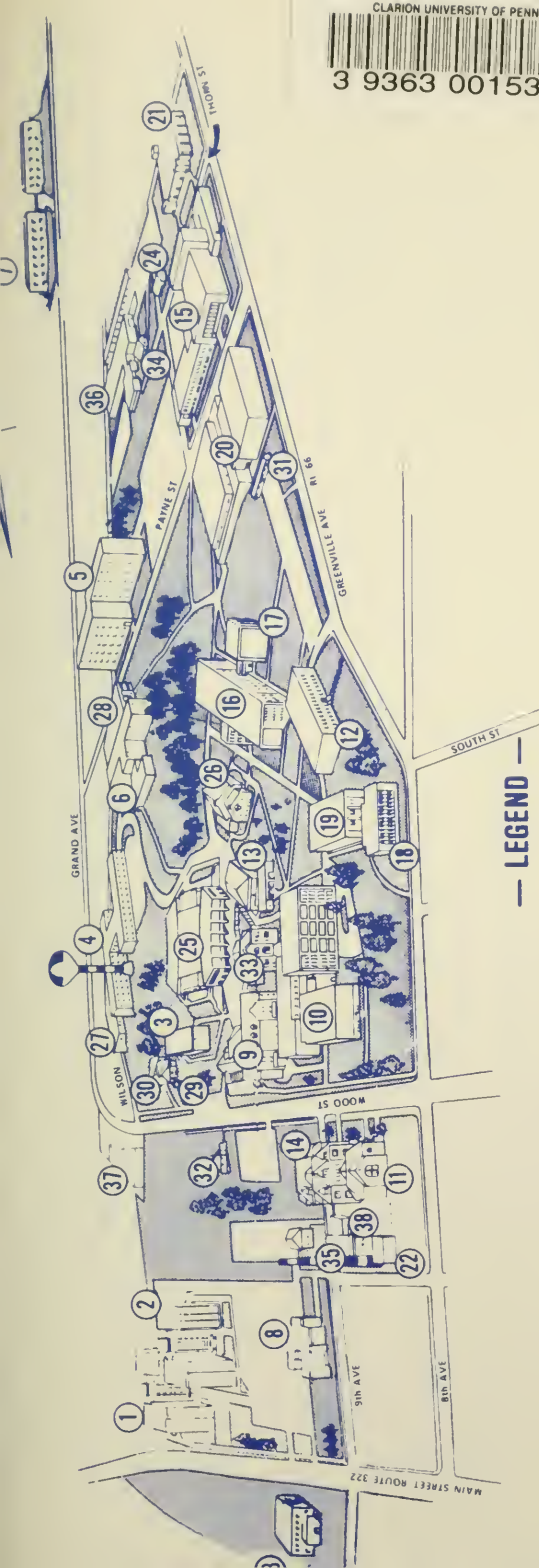 CLARION UNIVERSITY OF PENN
3 9363 00153
THORN ST
21
24
15
34
36
PAYNE ST
20
31
GREENVILLE AVE Rt 66
5
17
28
16
12
6
26
GRAND AVE
19
SOUTH ST
13
18
4
25
33
— LEGEND —
27
3
10
9
30
29
WILSON
WOOD ST
37
32
14
11
38
35
22
2
8
1
9th AVE
8th AVE
MAIN STREET ROUTE 322